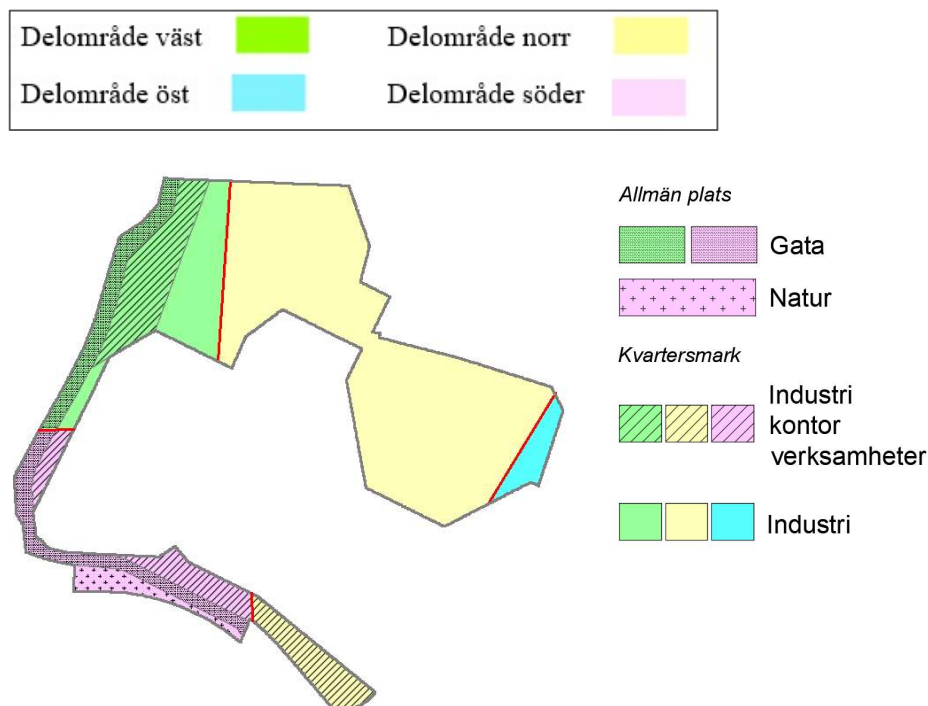 Delområde väst
Delområde norr
Delområde öst
Delområde söder
Allmän plats
Gata
Natur
Kvartersmark
Industri
kontor
verksamheter
Industri